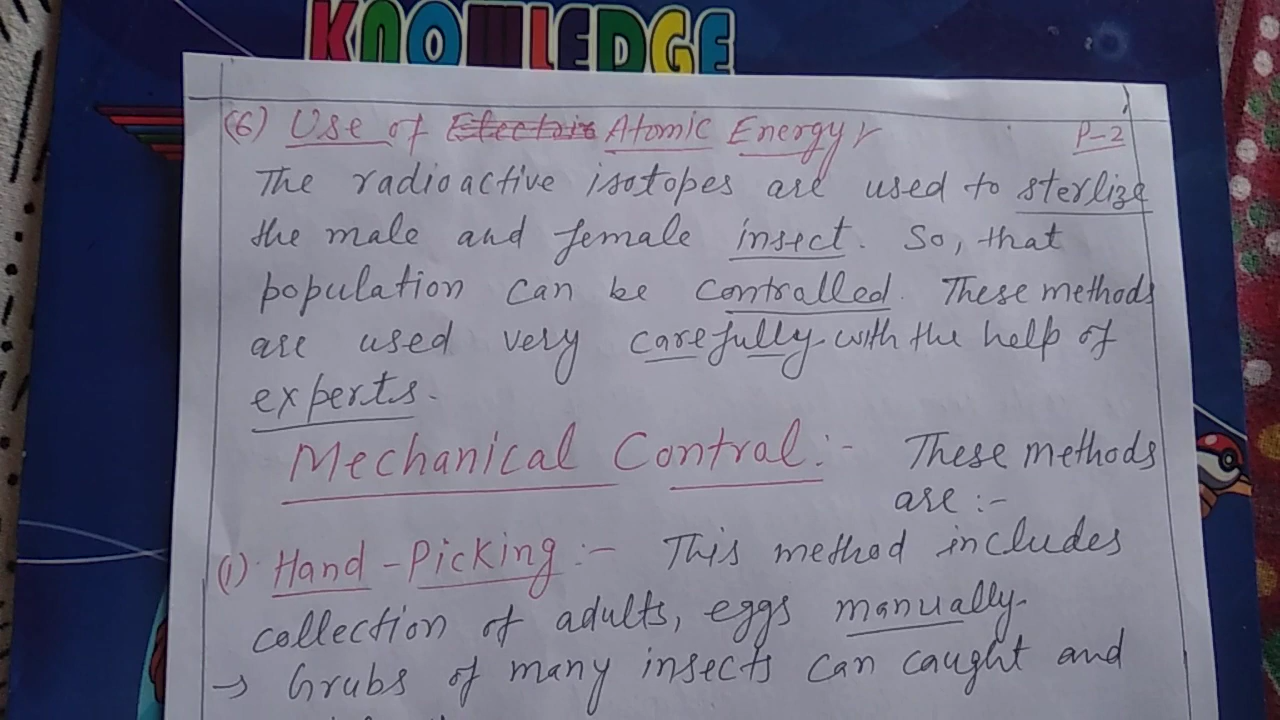 KNOWLEDGE
(6) Use of Electric Atomic Energy:-
P-2
The radioactive isotopes are used to sterlize
the male and female insect. So, that
population can be contralled. These methods
are used very carefully with the help of
experts.
Mechanical Contral:- These methods
are :-
(1) Hand-Picking :- This method includes
collection of adults, eggs manually.
→ Grubs of many insects can caught and